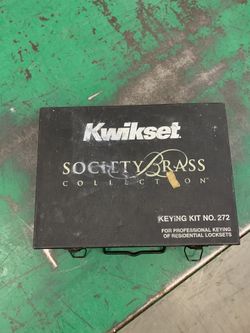 Kwikset
SOCIETY BRASS
COLLECTION
KEYING KIT NO. 272
FOR PROFESSIONAL KEYING
OF RESIDENTIAL LOCKSETS